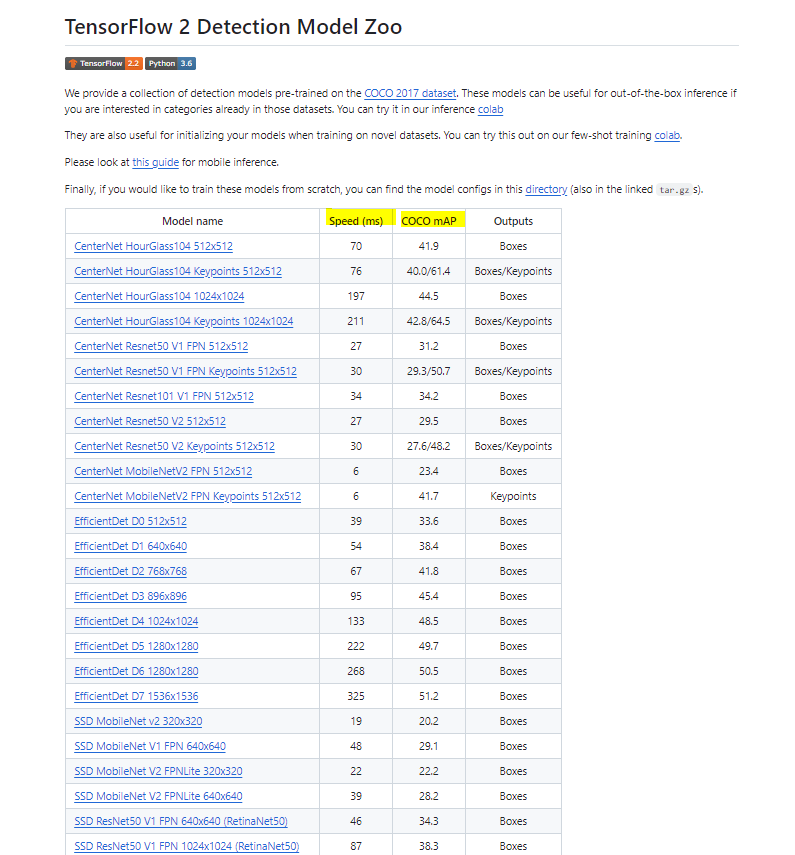 TensorFlow 2 Detection Model Zoo
TensorFlow 2.2 Python 3.6
We provide a collection of detection models pre-trained on the COCO 2017 dataset. These models can be useful for out-of-the-box inference if
you are interested in categories already in those datasets. You can try it in our inference colab
They are also useful for initializing your models when training on novel datasets. You can try this out on our few-shot training colab.
Please look at this guide for mobile inference.
Finally, if you would like to train these models from scratch, you can find the model configs in this directory (also in the linked tar.gz s).
Model name Speed (ms) COCO mAP Outputs
CenterNet HourGlass104 512x512 70 41.9 Boxes
CenterNet HourGlass104 Keypoints 512x512 76 40.0/61.4 Boxes/Keypoints
CenterNet HourGlass104 1024x1024 197 44.5 Boxes
CenterNet HourGlass104 Keypoints 1024x1024 211 42.8/64.5 Boxes/Keypoints
CenterNet Resnet50 V1 FPN 512x512 27 31.2 Boxes
CenterNet Resnet50 V1 FPN Keypoints 512x512 30 29.3/50.7 Boxes/Keypoints
CenterNet Resnet101 V1 FPN 512x512 34 34.2 Boxes
CenterNet Resnet50 V2 512x512 27 29.5 Boxes
CenterNet Resnet50 V2 Keypoints 512x512 30 27.6/48.2 Boxes/Keypoints
CenterNet MobileNetV2 FPN 512x512 6 23.4 Boxes
CenterNet MobileNetV2 FPN Keypoints 512x512 6 41.7 Keypoints
EfficientDet D0 512x512 39 33.6 Boxes
EfficientDet D1 640x640 54 38.4 Boxes
EfficientDet D2 768x768 67 41.8 Boxes
EfficientDet D3 896x896 95 45.4 Boxes
EfficientDet D4 1024x1024 133 48.5 Boxes
EfficientDet D5 1280x1280 222 49.7 Boxes
EfficientDet D6 1280x1280 268 50.5 Boxes
EfficientDet D7 1536x1536 325 51.2 Boxes
SSD MobileNet v2 320x320 19 20.2 Boxes
SSD MobileNet V1 FPN 640x640 48 29.1 Boxes
SSD MobileNet V2 FPNLite 320x320 22 22.2 Boxes
SSD MobileNet V2 FPNLite 640x640 39 28.2 Boxes
SSD ResNet50 V1 FPN 640x640 (RetinaNet50) 46 34.3 Boxes
SSD ResNet50 V1 FPN 1024x1024 (RetinaNet50) 87 38.3 Boxes